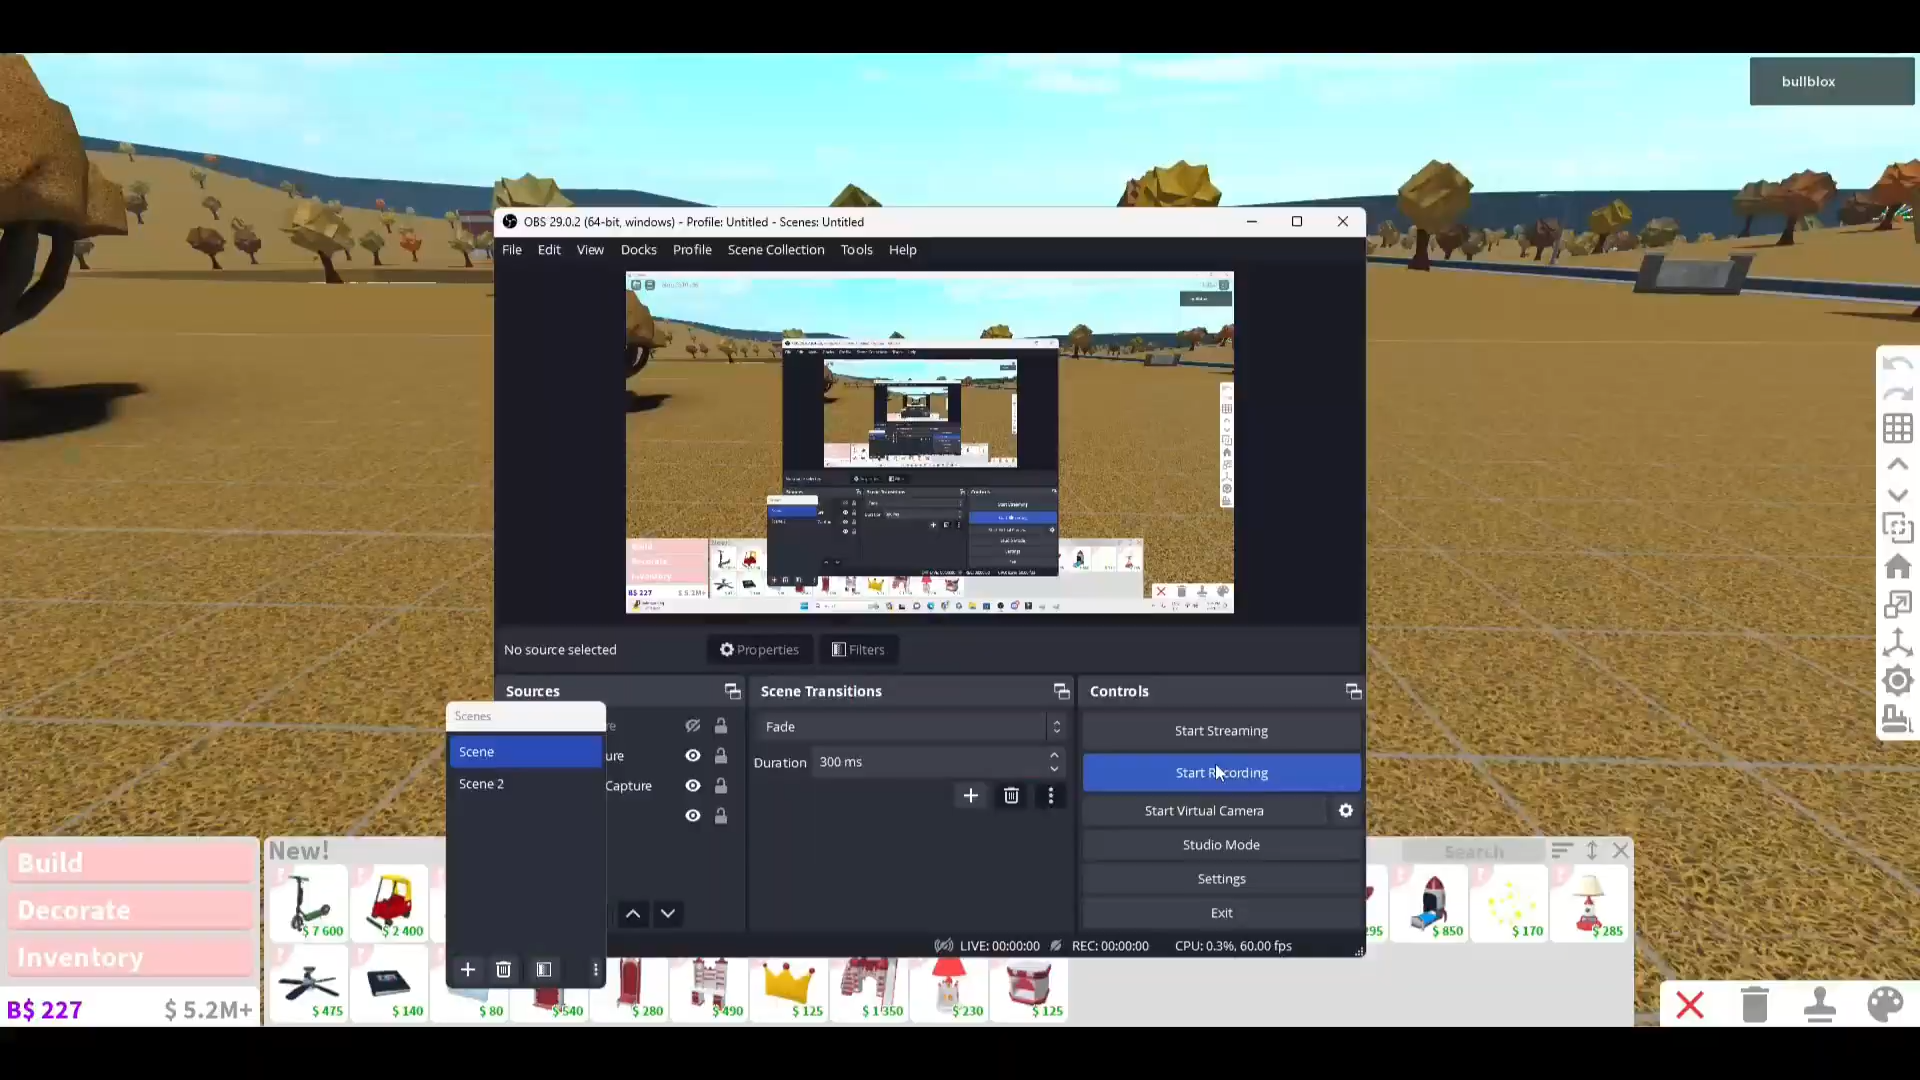 bullblox
OBS 29.0.2 (64-bit, windows) - Profile: Untitled - Scenes: Untitled
File Edit View Docks Profile Scene Collection Tools Help
No source selected Properties Filters
Sources Scene Transitions Controls
Scenes
Scene
Scene 2
re
ure
Capture
Fade
Duration 300 ms
Start Streaming
Start Recording
Start Virtual Camera
Studio Mode
Settings
Exit
LIVE: 00:00:00 REC: 00:00:00 CPU: 0.3%, 60.00 fps
Build
Decorate
Inventory
B$ 227 $ 5.2M+
New! Search
$ 7 600 $ 2 400 295 $ 850 $ 170 $ 285
$ 475 $ 140 $ 80 $ 540 $ 280 $ 490 $ 125 $ 1 350 $ 230 $ 125